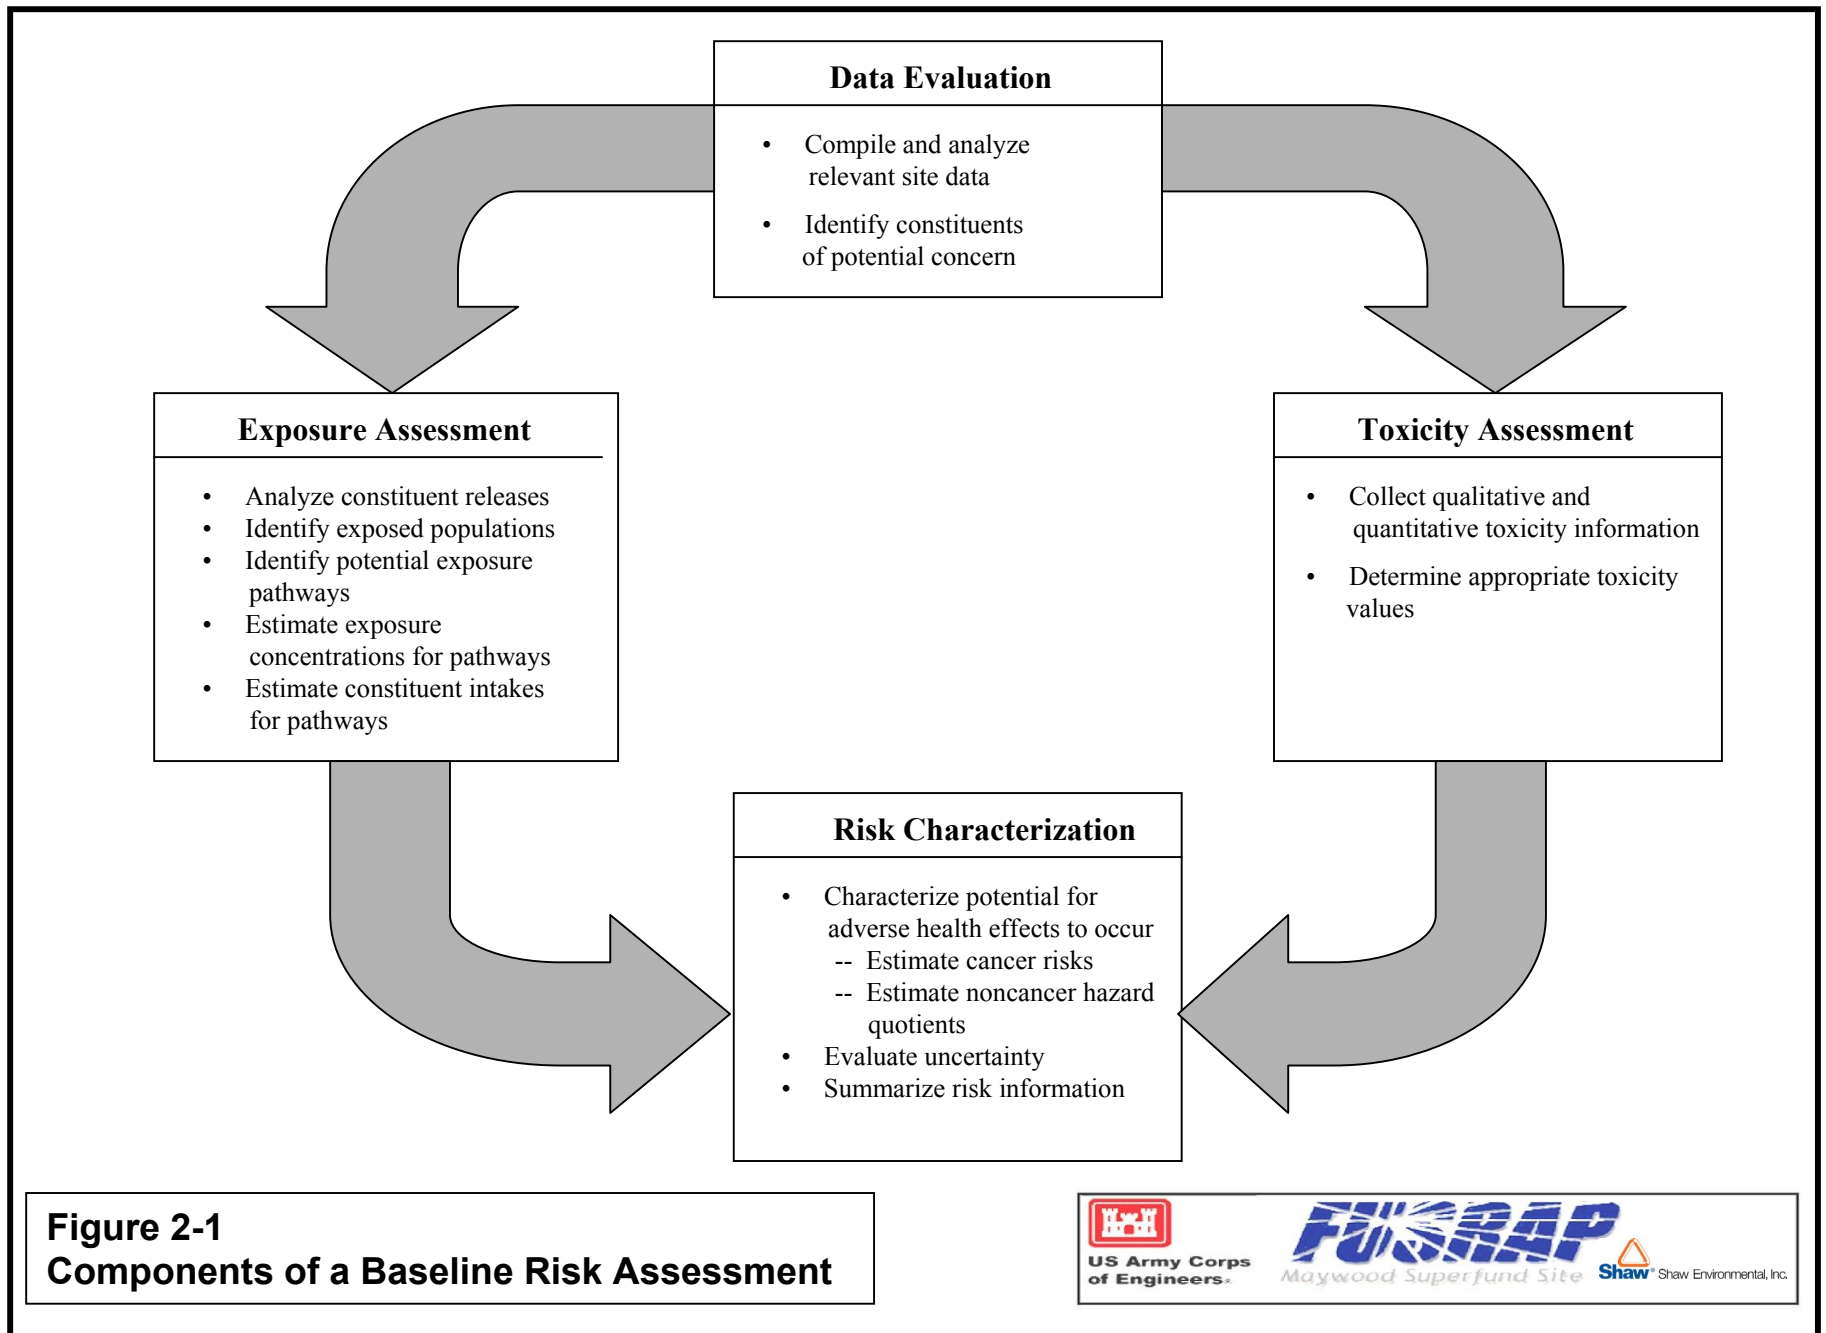 Data Evaluation
• Compile and analyze
relevant site data
• Identify constituents
of potential concern
Exposure Assessment
• Analyze constituent releases
• Identify exposed populations
• Identify potential exposure
pathways
• Estimate exposure
concentrations for pathways
• Estimate constituent intakes
for pathways
Toxicity Assessment
• Collect qualitative and
quantitative toxicity information
• Determine appropriate toxicity
values
Risk Characterization
• Characterize potential for
adverse health effects to occur
-- Estimate cancer risks
-- Estimate noncancer hazard
quotients
• Evaluate uncertainty
• Summarize risk information
Figure 2-1
Components of a Baseline Risk Assessment
US Army Corps
of Engineers®
FUSRAP
Maywood Superfund Site
Shaw® Shaw Environmental, Inc.